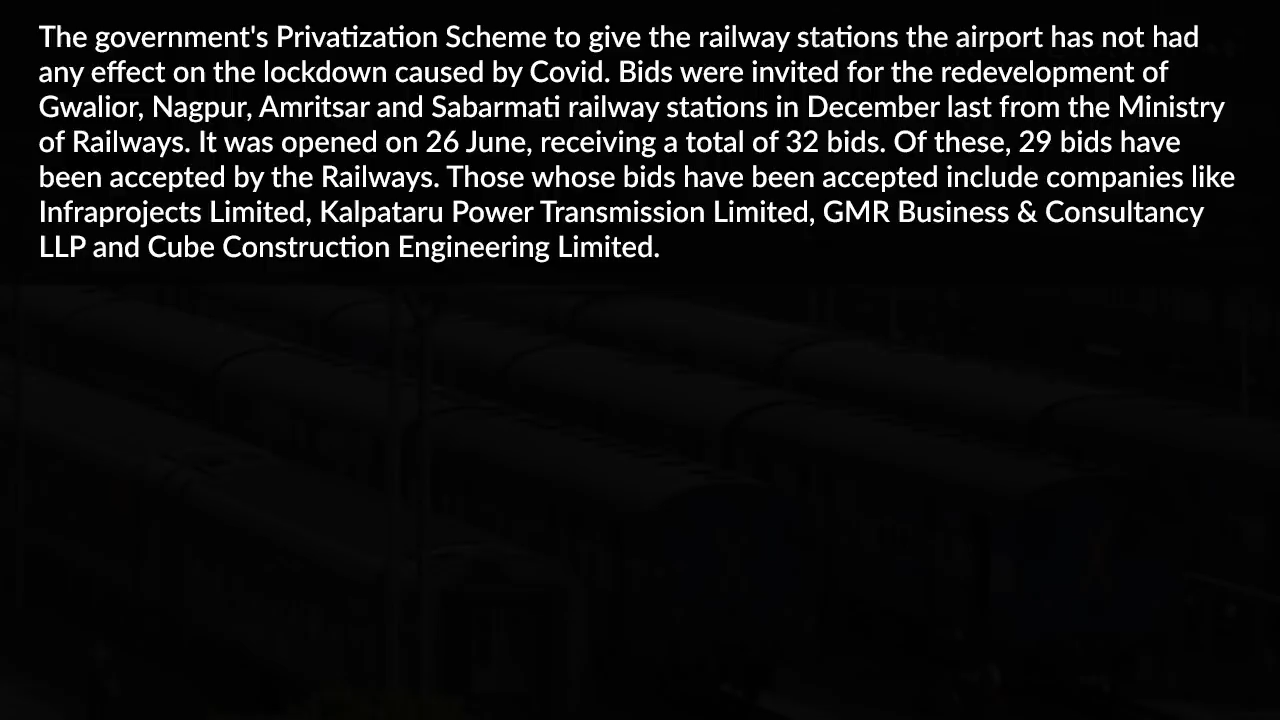 The government's Privatization Scheme to give the railway stations the airport has not had
any effect on the lockdown caused by Covid. Bids were invited for the redevelopment of
Gwalior, Nagpur, Amritsar and Sabarmati railway stations in December last from the Ministry
of Railways. It was opened on 26 June, receiving a total of 32 bids. Of these, 29 bids have
been accepted by the Railways. Those whose bids have been accepted include companies like
Infraprojects Limited, Kalpataru Power Transmission Limited, GMR Business & Consultancy
LLP and Cube Construction Engineering Limited.